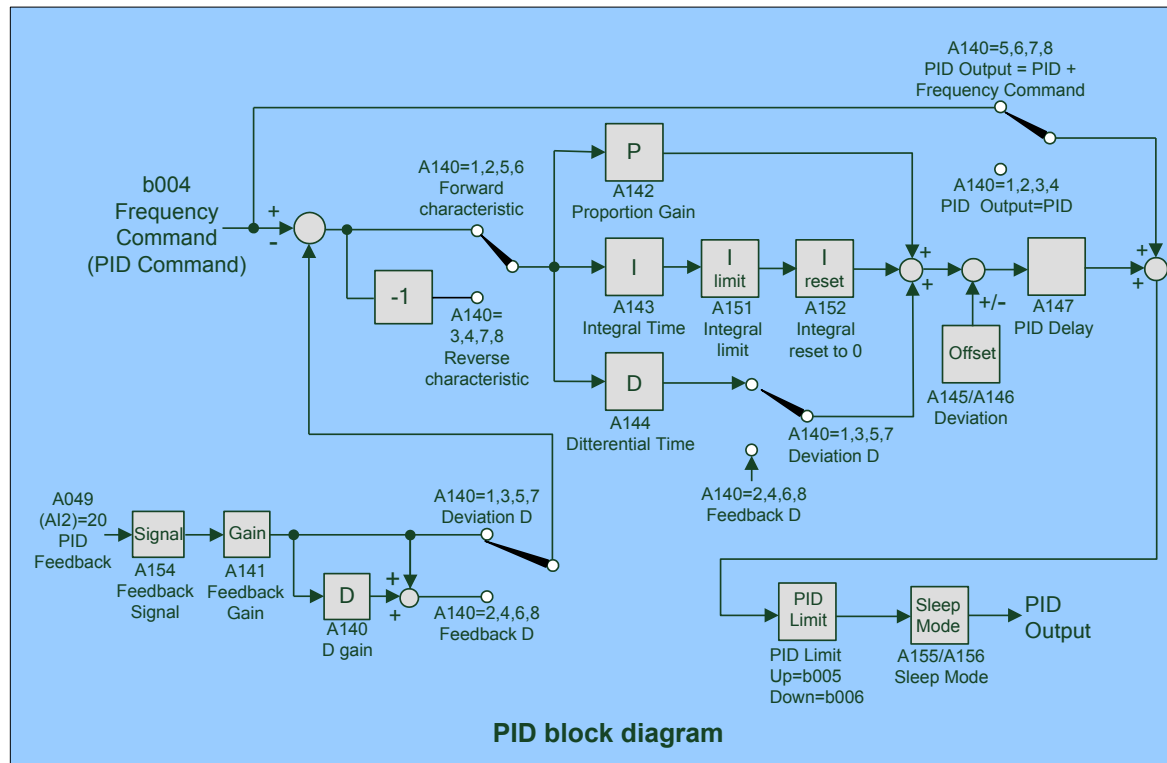 A140=5,6,7,8
PID Output = PID +
Frequency Command
b004
Frequency
Command
(PID Command)
+
-
A140=1,2,5,6
Forward
characteristic
-1
A140=
3,4,7,8
Reverse
characteristic
P
A142
Proportion Gain
I
A143
Integral Time
I
limit
A151
Integral
limit
I
reset
A152
Integral
reset to 0
D
A144
Ditterential Time
A140=1,3,5,7
Deviation D
A140=2,4,6,8
Feedback D
+
+
+
+/-
Offset
A145/A146
Deviation
A147
PID Delay
A140=1,2,3,4
PID Output=PID
+
+
A049
(AI2)=20
PID
Feedback
Signal
A154
Feedback
Signal
Gain
A141
Feedback
Gain
D
A140
D gain
+
+
A140=1,3,5,7
Deviation D
A140=2,4,6,8
Feedback D
PID
Limit
PID Limit
Up=b005
Down=b006
Sleep
Mode
A155/A156
Sleep Mode
PID
Output
PID block diagram